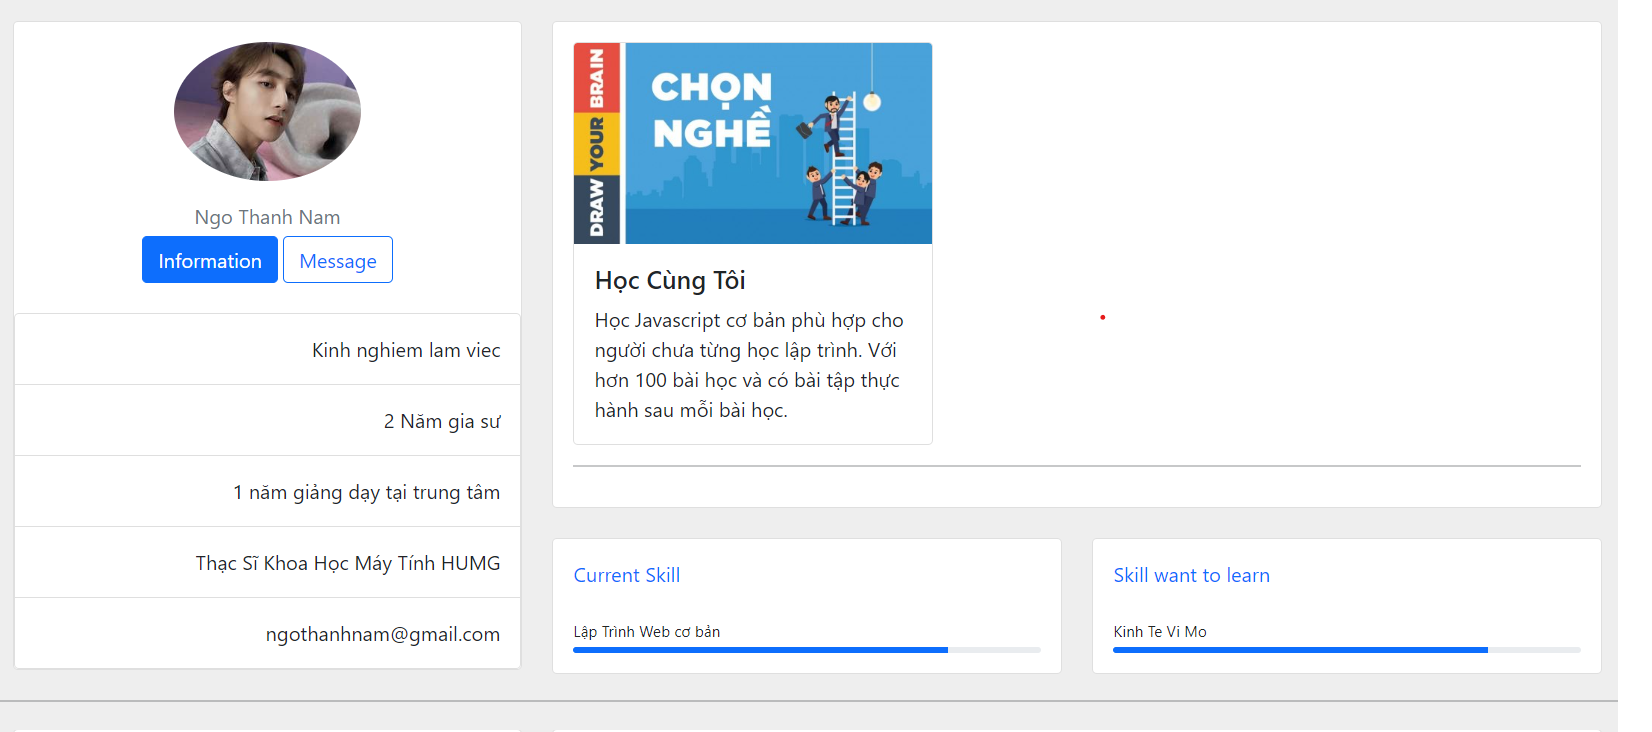 Ngo Thanh Nam
Information
Message
Kinh nghiem lam viec
2 Năm gia sư
1 năm giảng dạy tại trung tâm
Thạc Sĩ Khoa Học Máy Tính HUMG
ngothanhnam@gmail.com
DRAW YOUR BRAIN
CHỌN
NGHỀ
Học Cùng Tôi
Học Javascript cơ bản phù hợp cho
người chưa từng học lập trình. Với
hơn 100 bài học và có bài tập thực
hành sau mỗi bài học.
Current Skill
Lập Trình Web cơ bản
Skill want to learn
Kinh Te Vi Mo